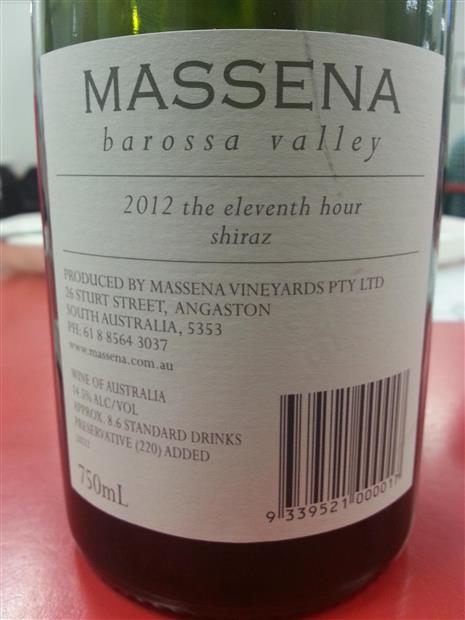 MASSENA
barossa valley
2012 the eleventh hour
shiraz
PRODUCED BY MASSENA VINEYARDS PTY LTD
26 STURT STREET, ANGASTON
SOUTH AUSTRALIA, 5353
PH: 61 8 8564 3037
www.massena.com.au
WINE OF AUSTRALIA
14.5% ALC/VOL
APPROX. 8.6 STANDARD DRINKS
PRESERVATIVE (220) ADDED
750mL
9 339521 000017